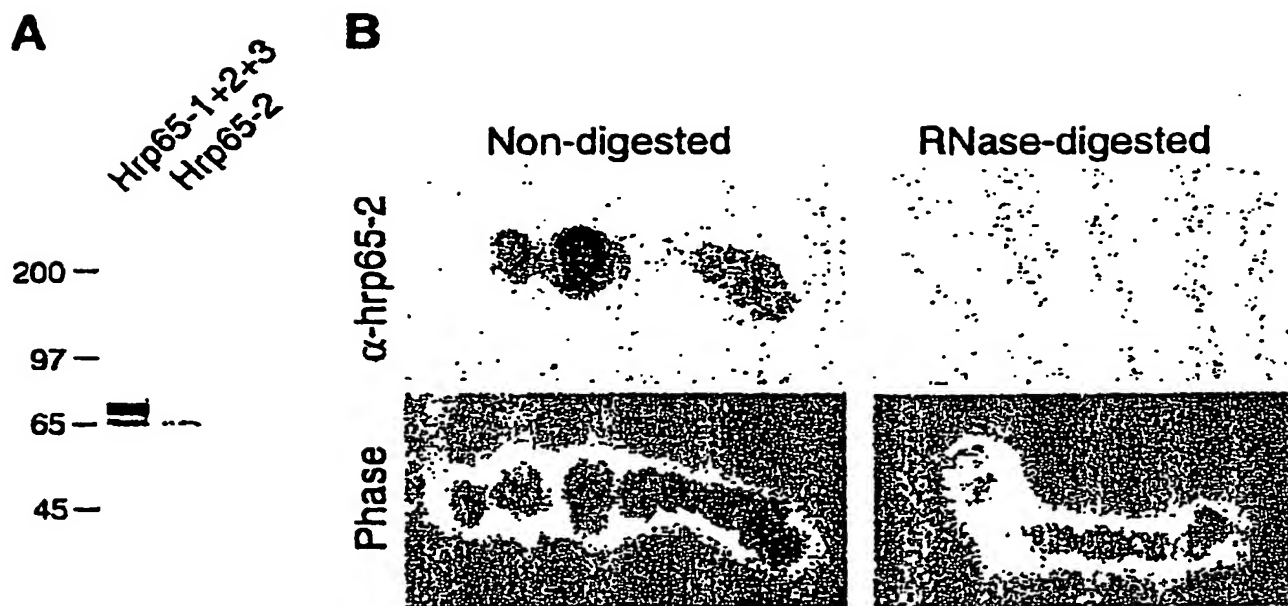 A
B
Hrp65-1+2+3
Hrp65-2
Non-digested
RNase-digested
200
97
65
45
α-hrp65-2
Phase